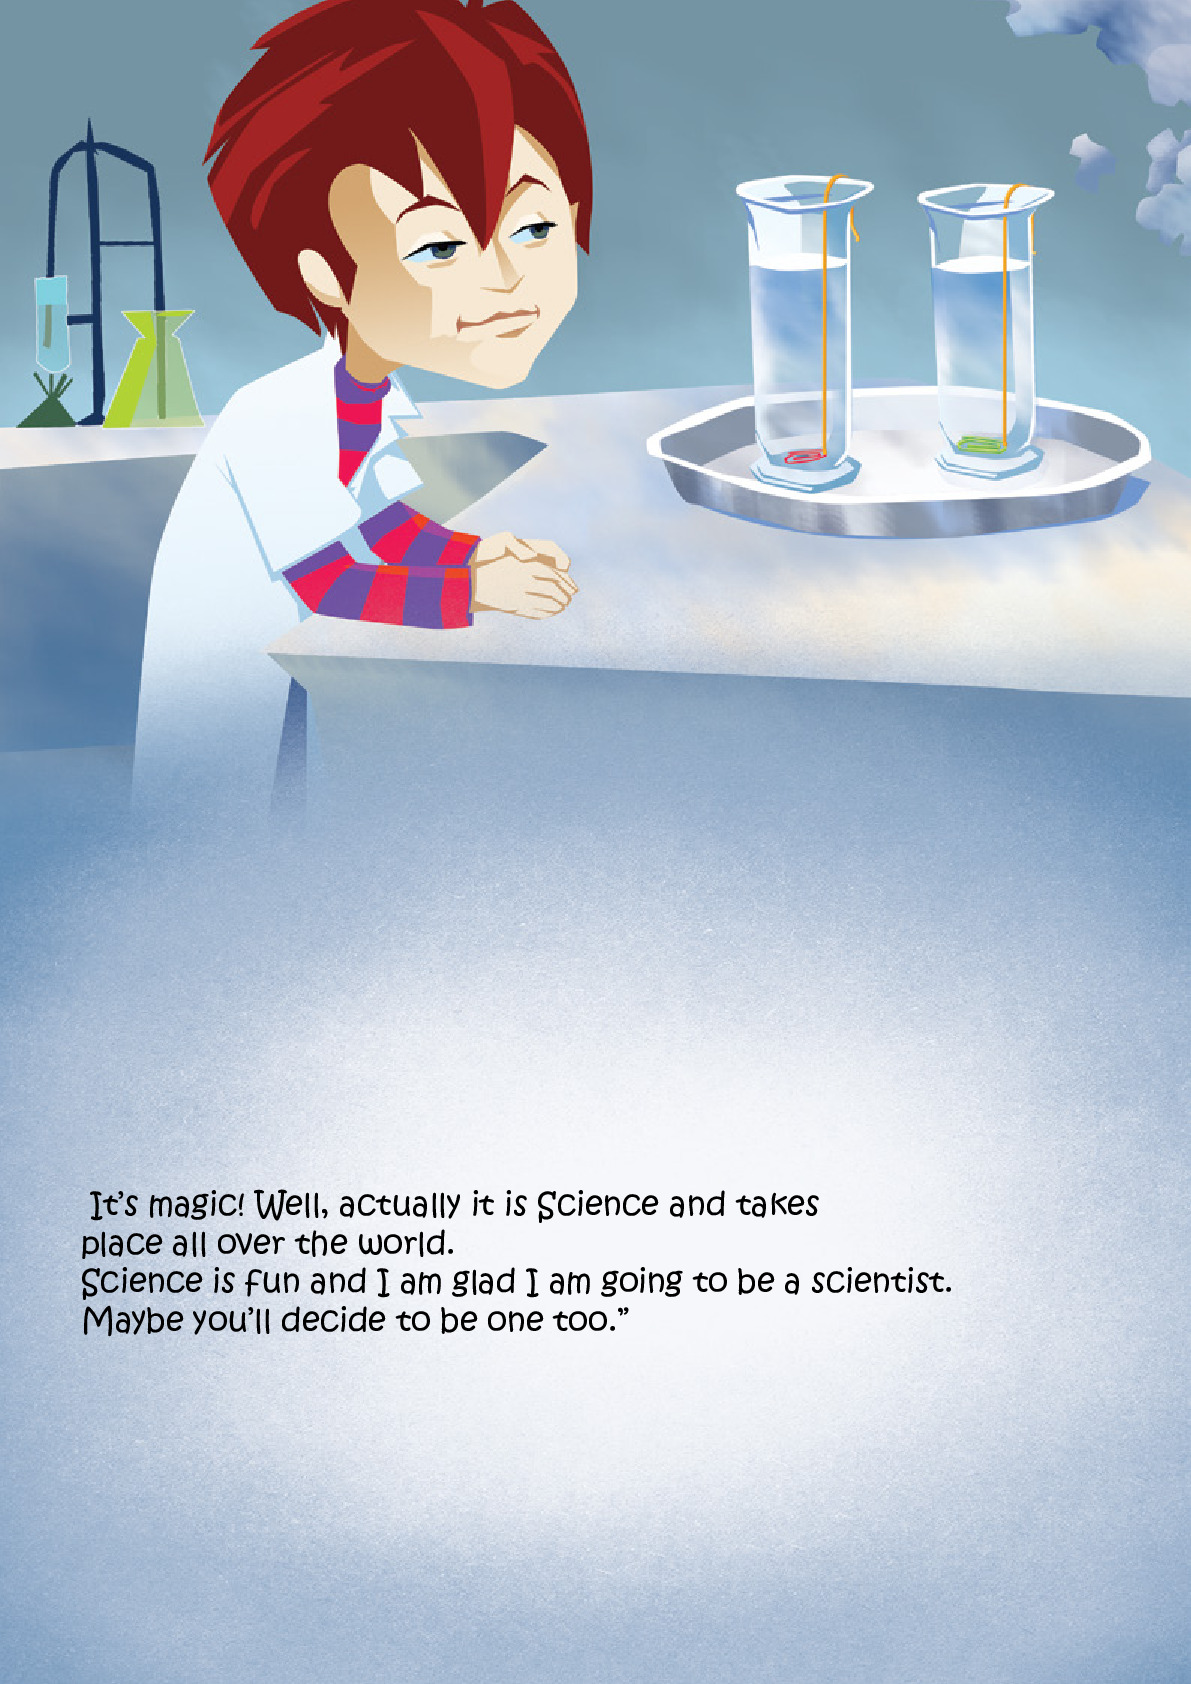 It’s magic! Well, actually it is Science and takes
place all over the world.
Science is fun and I am glad I am going to be a scientist.
Maybe you’ll decide to be one too.”